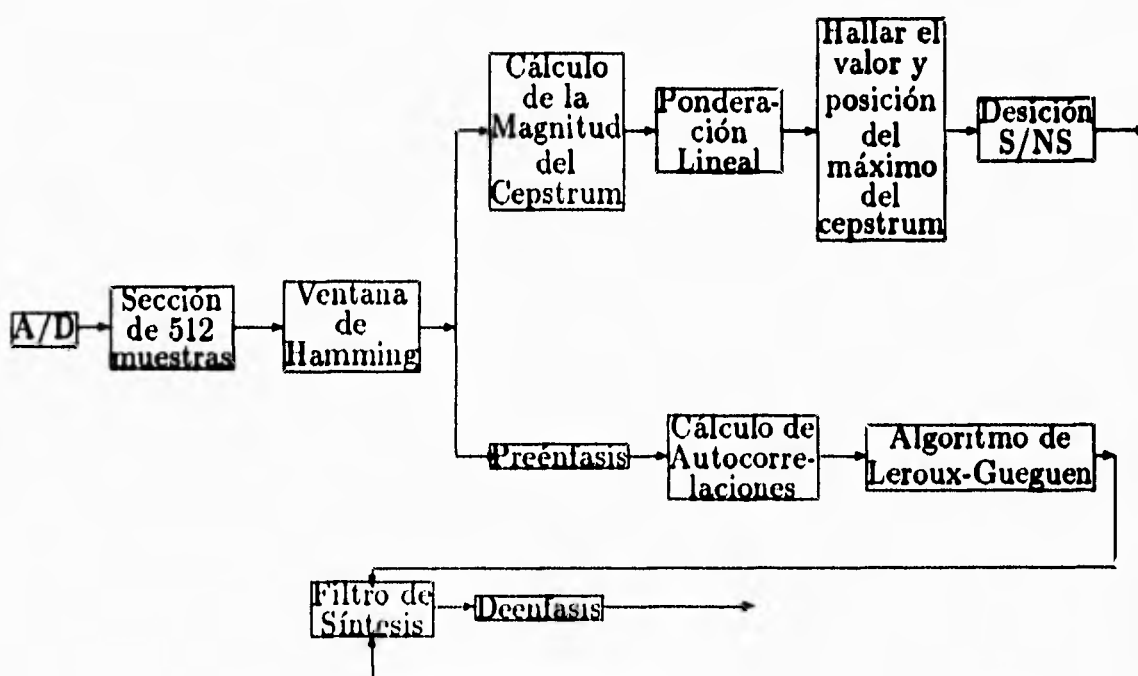 Cálculo
de la
Magnitud
del
Cepstrum
Pondera-
ción
Lineal
Hallar el
valor y
posición
del
máximo
del
cepstrum
Desición
S/NS
A/D
Sección
de 512
muestras
Ventana
de
Hamming
Preénfasis
Cálculo de
Autocorre-
laciones
Algoritmo de
Leroux-Gueguen
Filtro de
Síntesis
Deenfasis